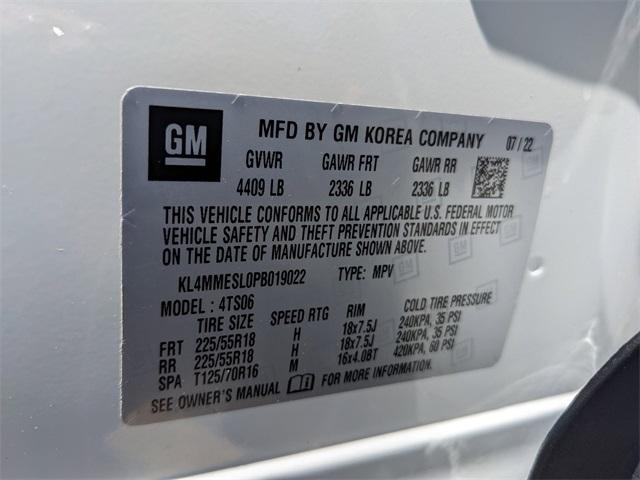 GM
MFD BY GM KOREA COMPANY 07/22
GVWR GAWR FRT GAWR RR
4409 LB 2336 LB 2336 LB
THIS VEHICLE CONFORMS TO ALL APPLICABLE U.S. FEDERAL MOTOR
VEHICLE SAFETY AND THEFT PREVENTION STANDARDS IN EFFECT
ON THE DATE OF MANUFACTURE SHOWN ABOVE.
KL4MMESL0PB019022 TYPE: MPV
MODEL: 4TS06
TIRE SIZE SPEED RTG RIM COLD TIRE PRESSURE
FRT 225/55R18 H 18x7.5J 240KPA, 35 PSI
RR 225/55R18 H 18x7.5J 240KPA, 35 PSI
SPA T125/70R16 M 16x4.0BT 420KPA, 60 PSI
SEE OWNER'S MANUAL FOR MORE INFORMATION.